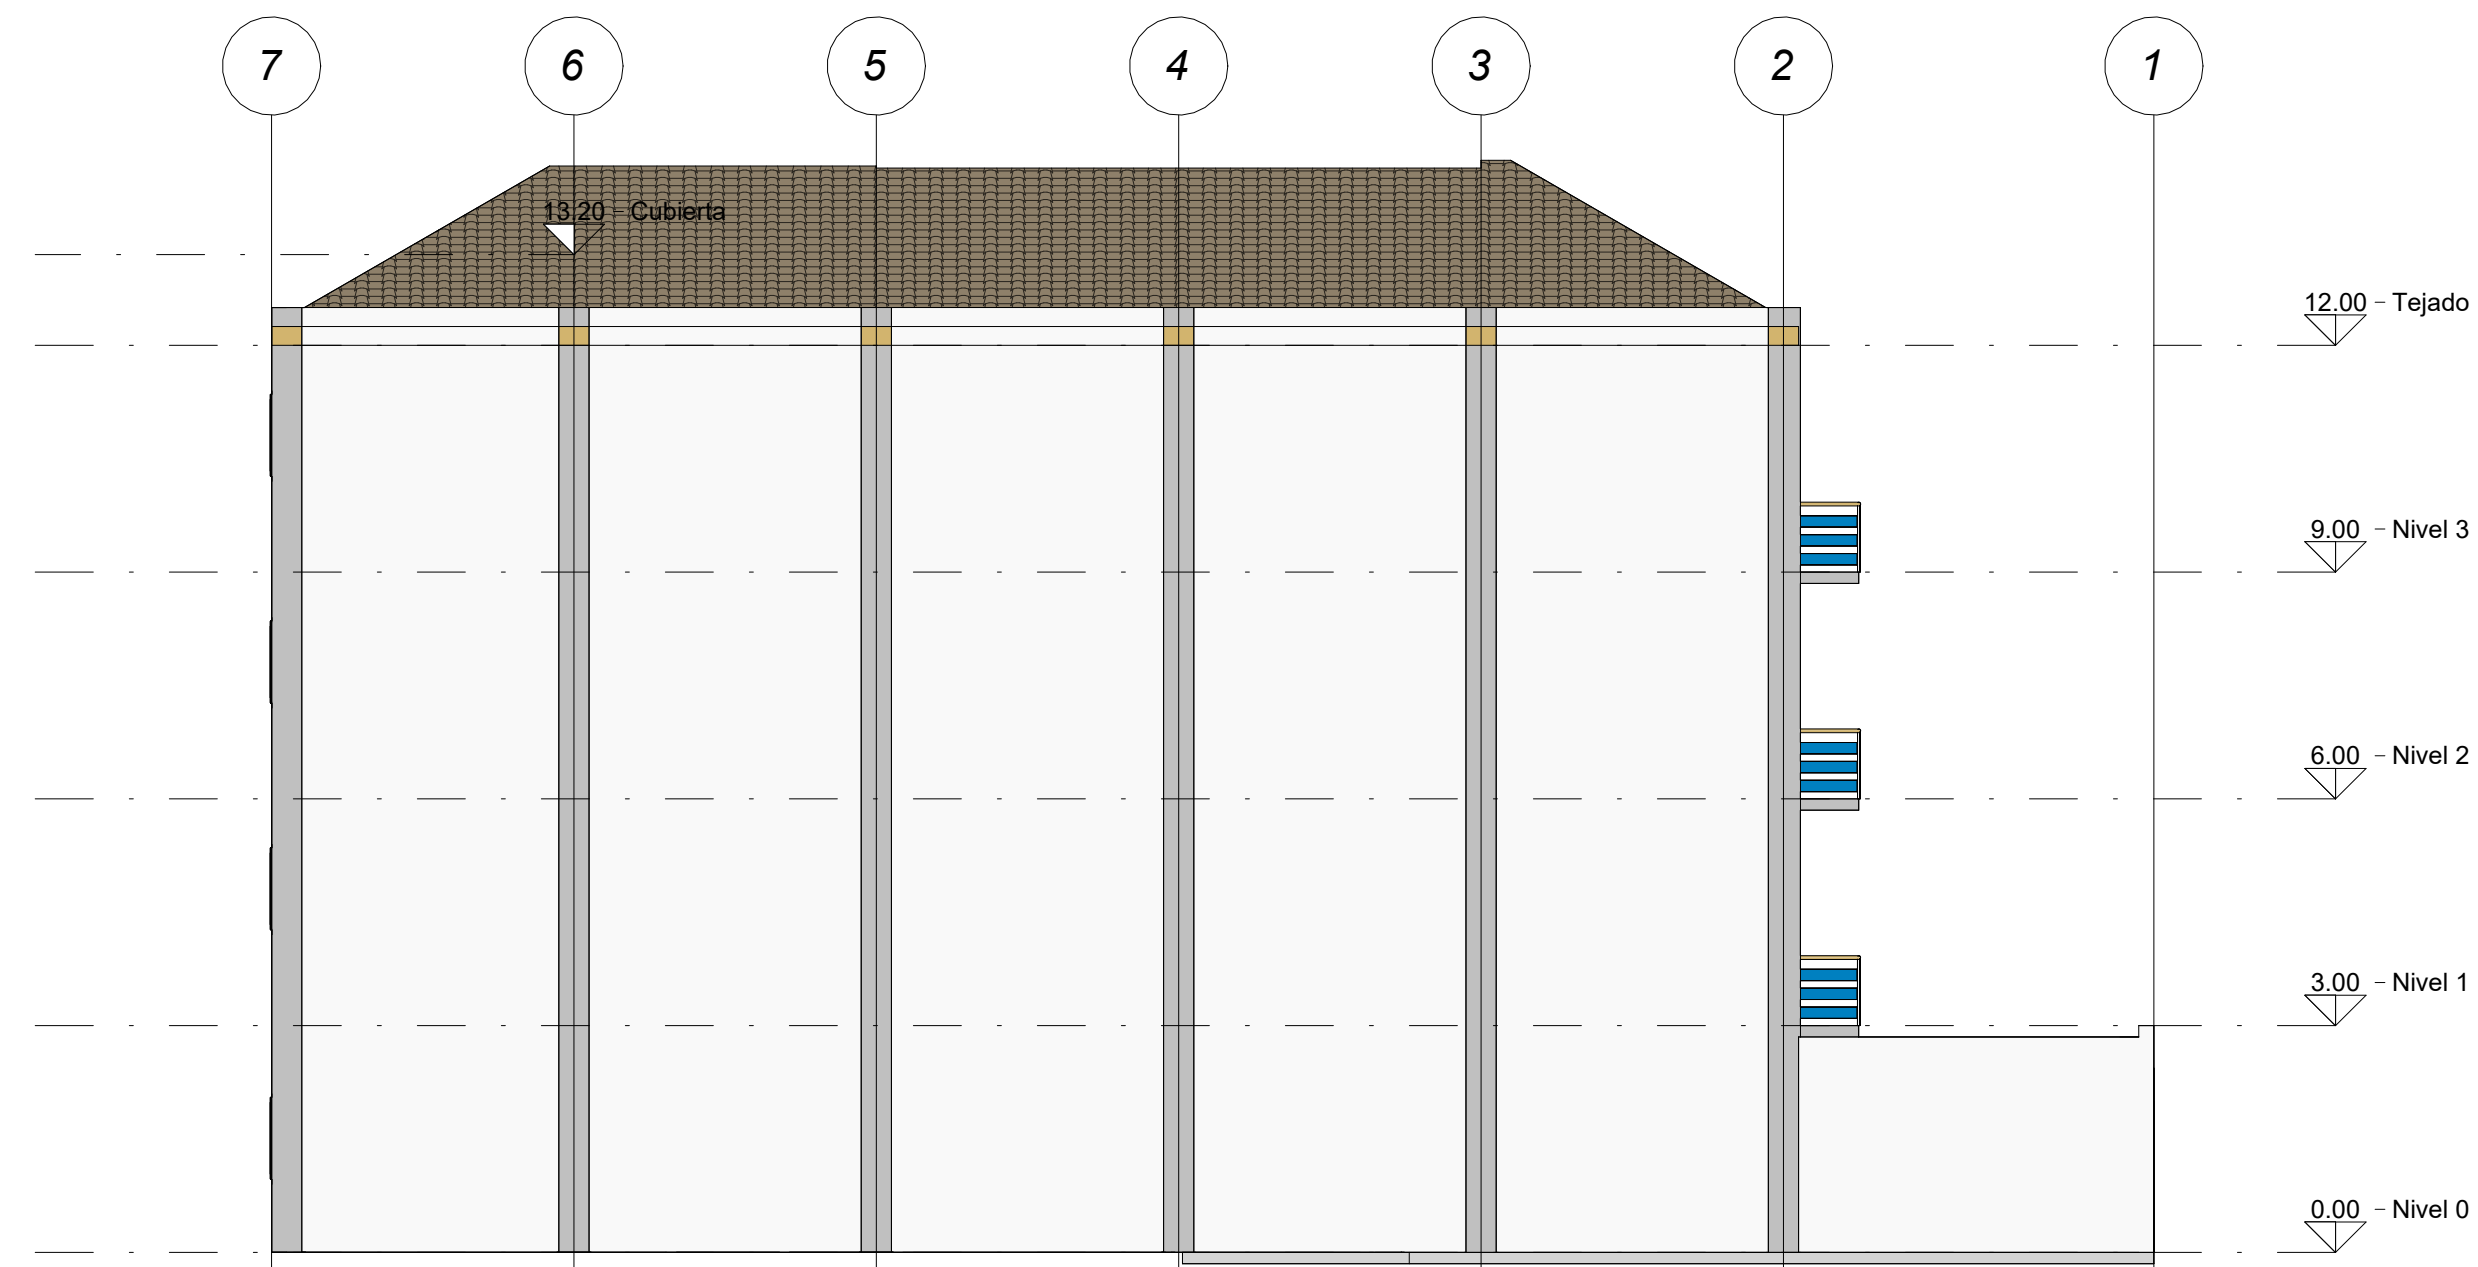 7 6 5 4 3 2 1
13.20 – Cubierta
12.00 – Tejado
9.00 – Nivel 3
6.00 – Nivel 2
3.00 – Nivel 1
0.00 – Nivel 0